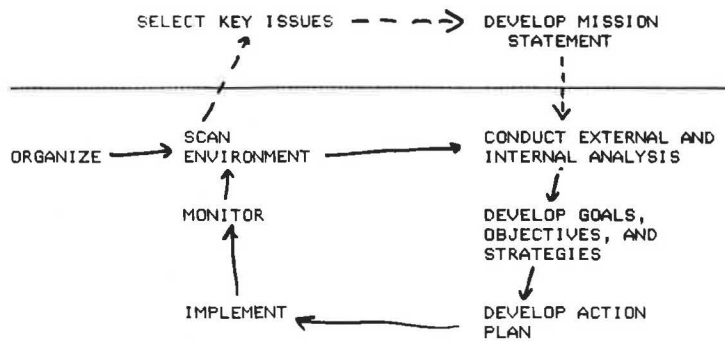 SELECT KEY ISSUES
DEVELOP MISSION
STATEMENT
ORGANIZE
SCAN
ENVIRONMENT
CONDUCT EXTERNAL AND
INTERNAL ANALYSIS
MONITOR
DEVELOP GOALS,
OBJECTIVES, AND
STRATEGIES
IMPLEMENT
DEVELOP ACTION
PLAN